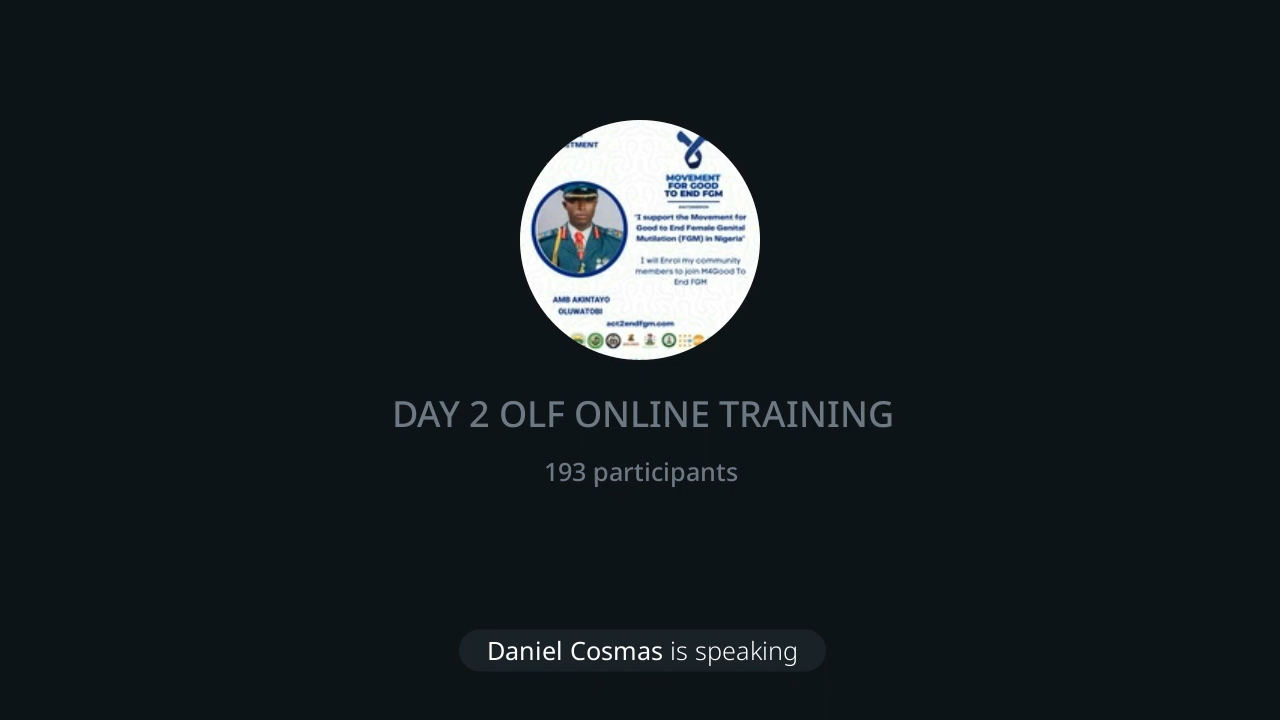 TMENT
MOVEMENT
FOR GOOD
TO END FGM
"I support the Movement for
Good to End Female Genital
Mutilation (FGM) in Nigeria"
I will Enrol my community
members to join M4Good To
End FGM
AMB AKINTAYO
OLUWATOBI
act2endfgm.com
DAY 2 OLF ONLINE TRAINING
193 participants
Daniel Cosmas is speaking